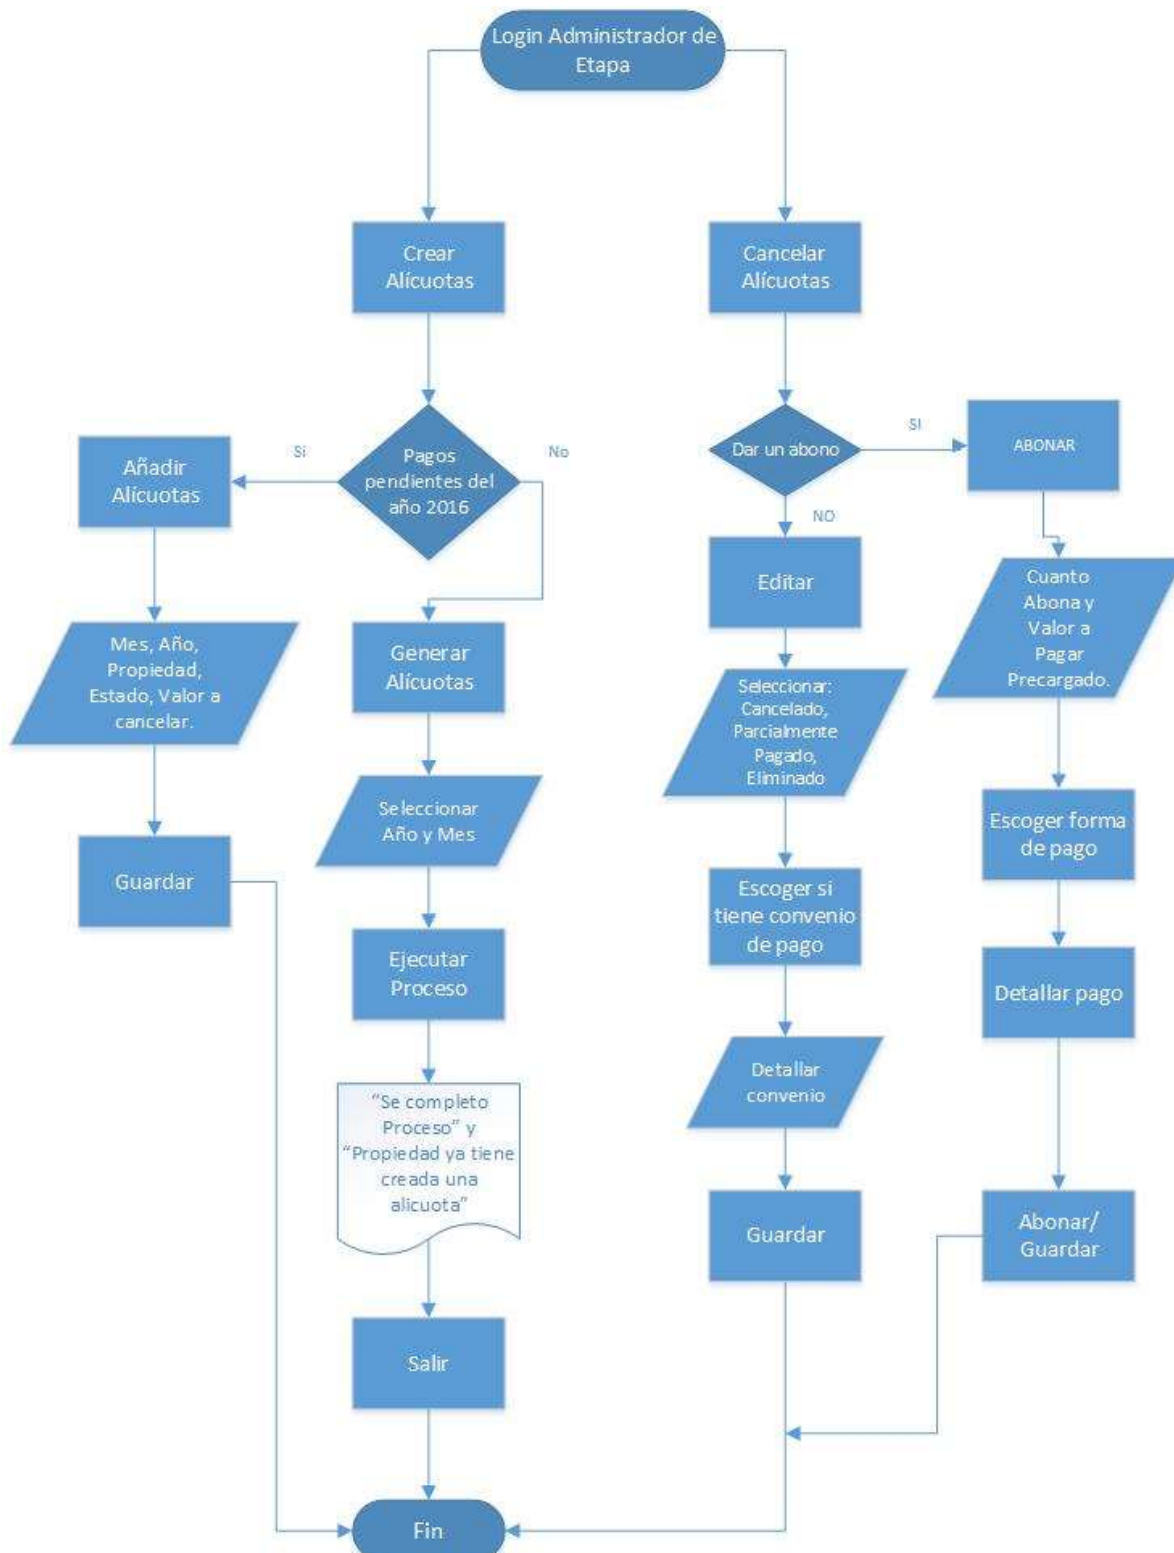 Login Administrador de
Etapa
Crear
Alícuotas
Cancelar
Alícuotas
Pagos
pendientes del
año 2016
Si
No
Añadir
Alícuotas
Mes, Año,
Propiedad,
Estado, Valor a
cancelar.
Guardar
Generar
Alícuotas
Seleccionar
Año y Mes
Ejecutar
Proceso
“Se completo
Proceso” y
“Propiedad ya tiene
creada una
alicuota”
Salir
Dar un abono
SI
NO
ABONAR
Editar
Seleccionar:
Cancelado,
Parcialmente
Pagado,
Eliminado
Escoger si
tiene convenio
de pago
Detallar
convenio
Guardar
Cuanto
Abona y
Valor a
Pagar
Precargado.
Escoger forma
de pago
Detallar pago
Abonar/
Guardar
Fin